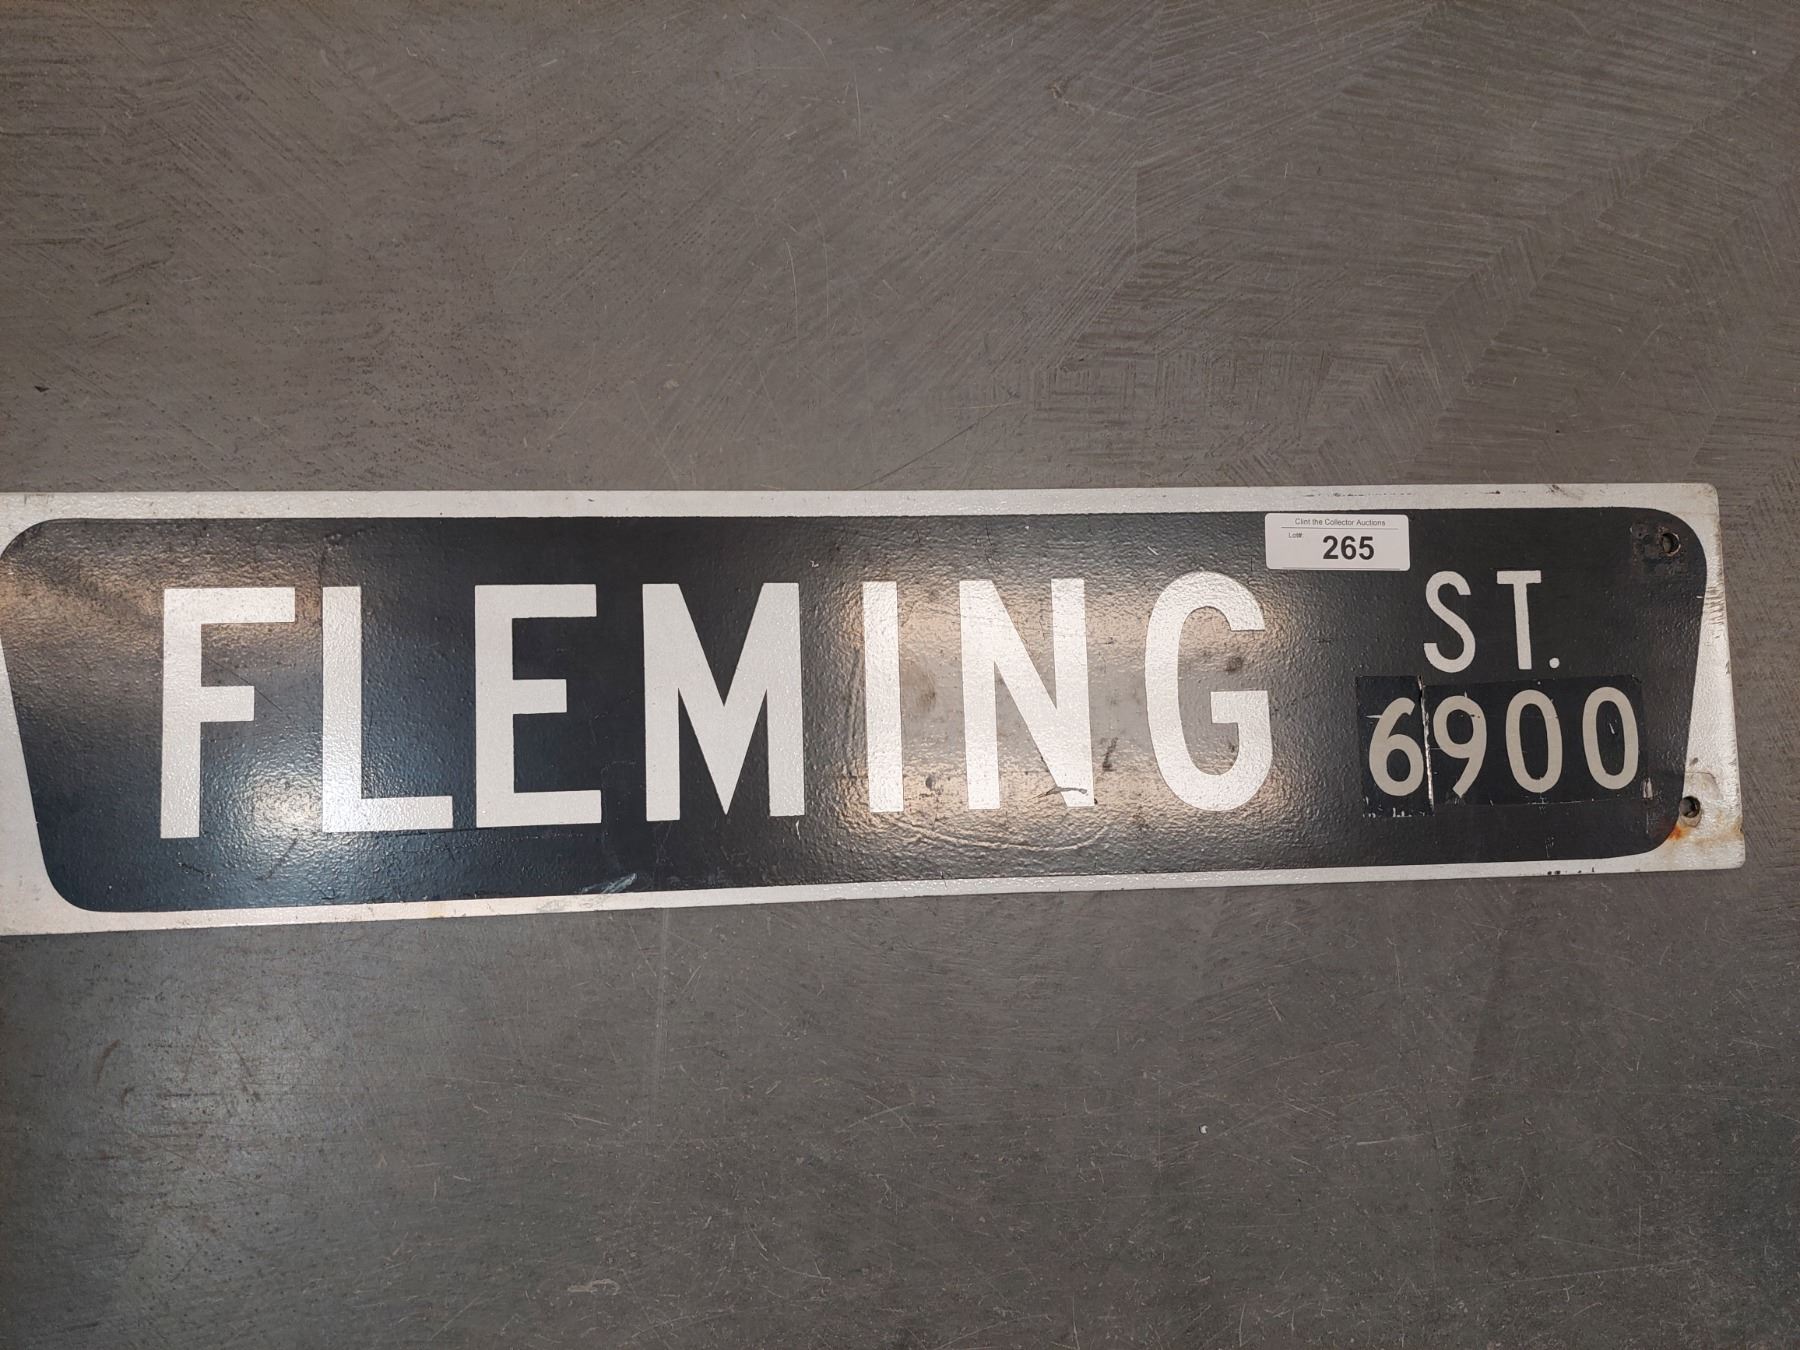 Clint the Collector Auctions
Lot# 265
FLEMING ST.
6900